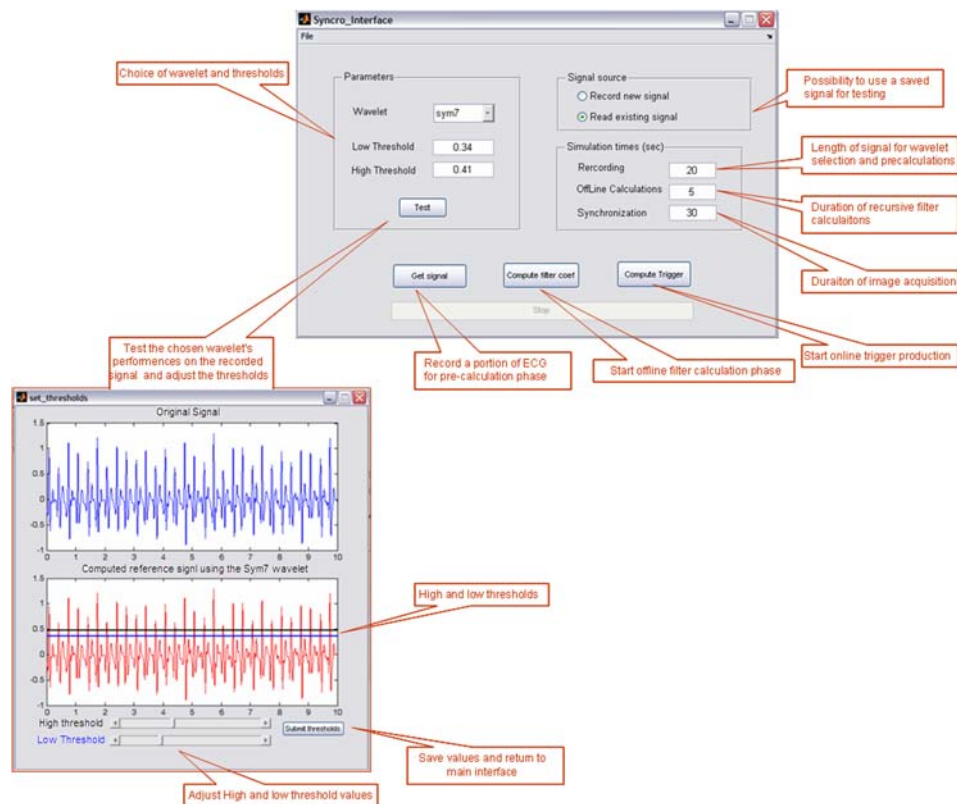 Syncro_Interface
File
Choice of wavelet and thresholds
Parameters
Wavelet
sym7
Low Threshold
0.34
High Threshold
0.41
Test
Signal source
Record new signal
Read existing signal
Possibility to use a saved
signal for testing
Simulation times (sec)
Rercording
20
OffLine Calculations
5
Synchronization
30
Length of signal for wavelet
selection and precalculations
Duration of recursive filter
calculaitons
Duraiton of image acquisition
Get signal
Compute filter coef
Compute Trigger
Stop
Test the chosen wavelet's
performences on the recorded
signal and adjust the thresholds
Record a portion of ECG
for pre-calculation phase
Start offline filter calculation phase
Start online trigger production
set_thresholds
Original Signal
1.5
1
0.5
0
-0.5
-1
0 1 2 3 4 5 6 7 8 9 10
Computed reference signl using the Sym7 wavelet
1.5
1
0.5
0
-0.5
-1
0 1 2 3 4 5 6 7 8 9 10
High and low thresholds
High threshold
Low Threshold
Submit thresholds
Save values and return to
main interface
Adjust High and low threshold values